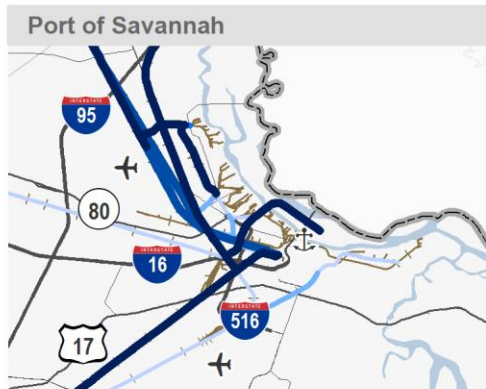 Port of Savannah
INTERSTATE
95
80
INTERSTATE
16
INTERSTATE
516
17